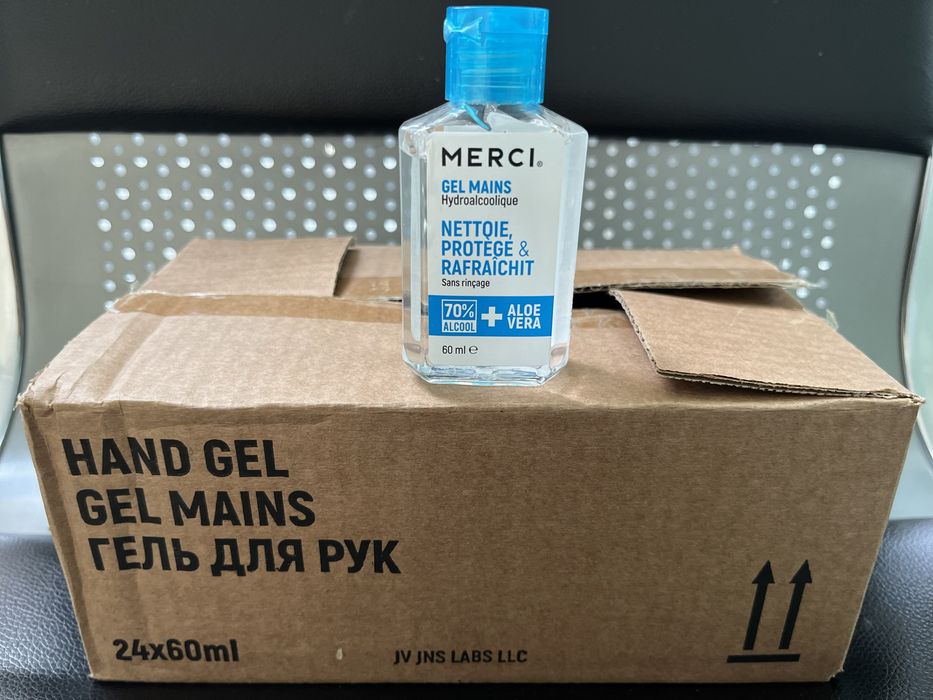 MERCI®
GEL MAINS
Hydroalcoolique
NETTOIE,
PROTÈGE &
RAFRAÎCHIT
Sans rinçage
70%
ALCOOL
+
ALOE
VERA
60 ml ℮
HAND GEL
GEL MAINS
ГЕЛЬ ДЛЯ РУК
24x60ml
JV JNS LABS LLC